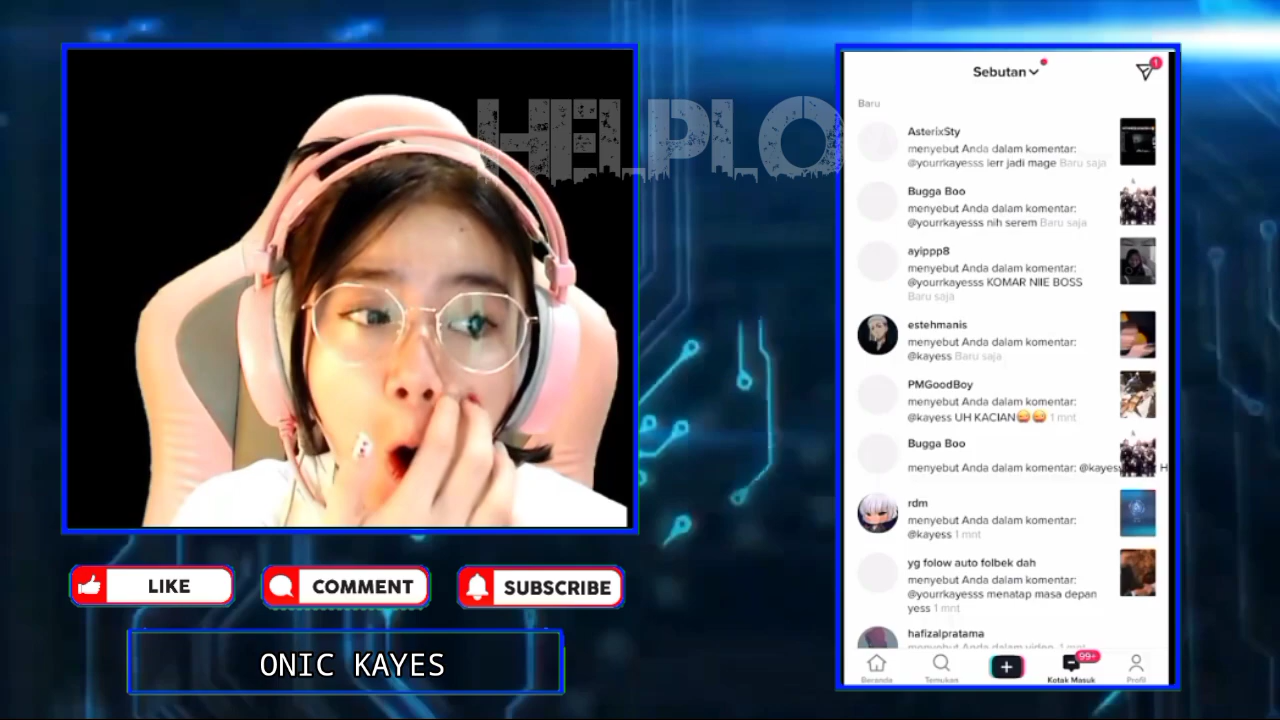 HELPLO
LIKE
COMMENT
SUBSCRIBE
ONIC KAYES
Sebutan
1
Baru
AsterixSty
menyebut Anda dalam komentar:
@yourrkayesss lerr jadi mage Baru saja
Bugga Boo
menyebut Anda dalam komentar:
@yourrkayesss nih serem Baru saja
ayippp8
menyebut Anda dalam komentar:
@yourrkayesss KOMAR NIIE BOSS
Baru saja
estehmanis
menyebut Anda dalam komentar:
@kayess Baru saja
PMGoodBoy
menyebut Anda dalam komentar:
@kayess UH KACIAN😄😄 1 mnt
Bugga Boo
menyebut Anda dalam komentar:
rdm
menyebut Anda dalam komentar:
@kayess 1 mnt
yg folow auto folbek dah
menyebut Anda dalam komentar:
@yourrkayesss menatap masa depan
yess 1 mnt
hafizalpratama
menyebut Anda dalam video. 1 mnt
99+
Beranda
Temukan
Kotak Masuk
Profil